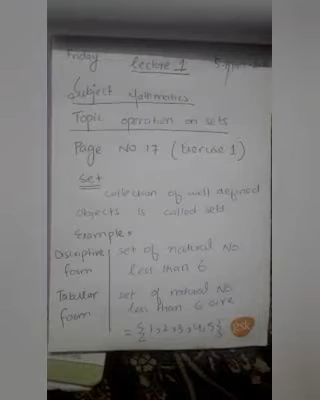 Friday lecture 1
Subject Mathematics
Topic operation on sets
Page No 17 (Exercise 1)
set
collection of well defined
objects is called sets
Example:
Discriptive form set of natural No. less than 6
Tabular form set of natural No less than 6 are
= {1,2,3,4,5}